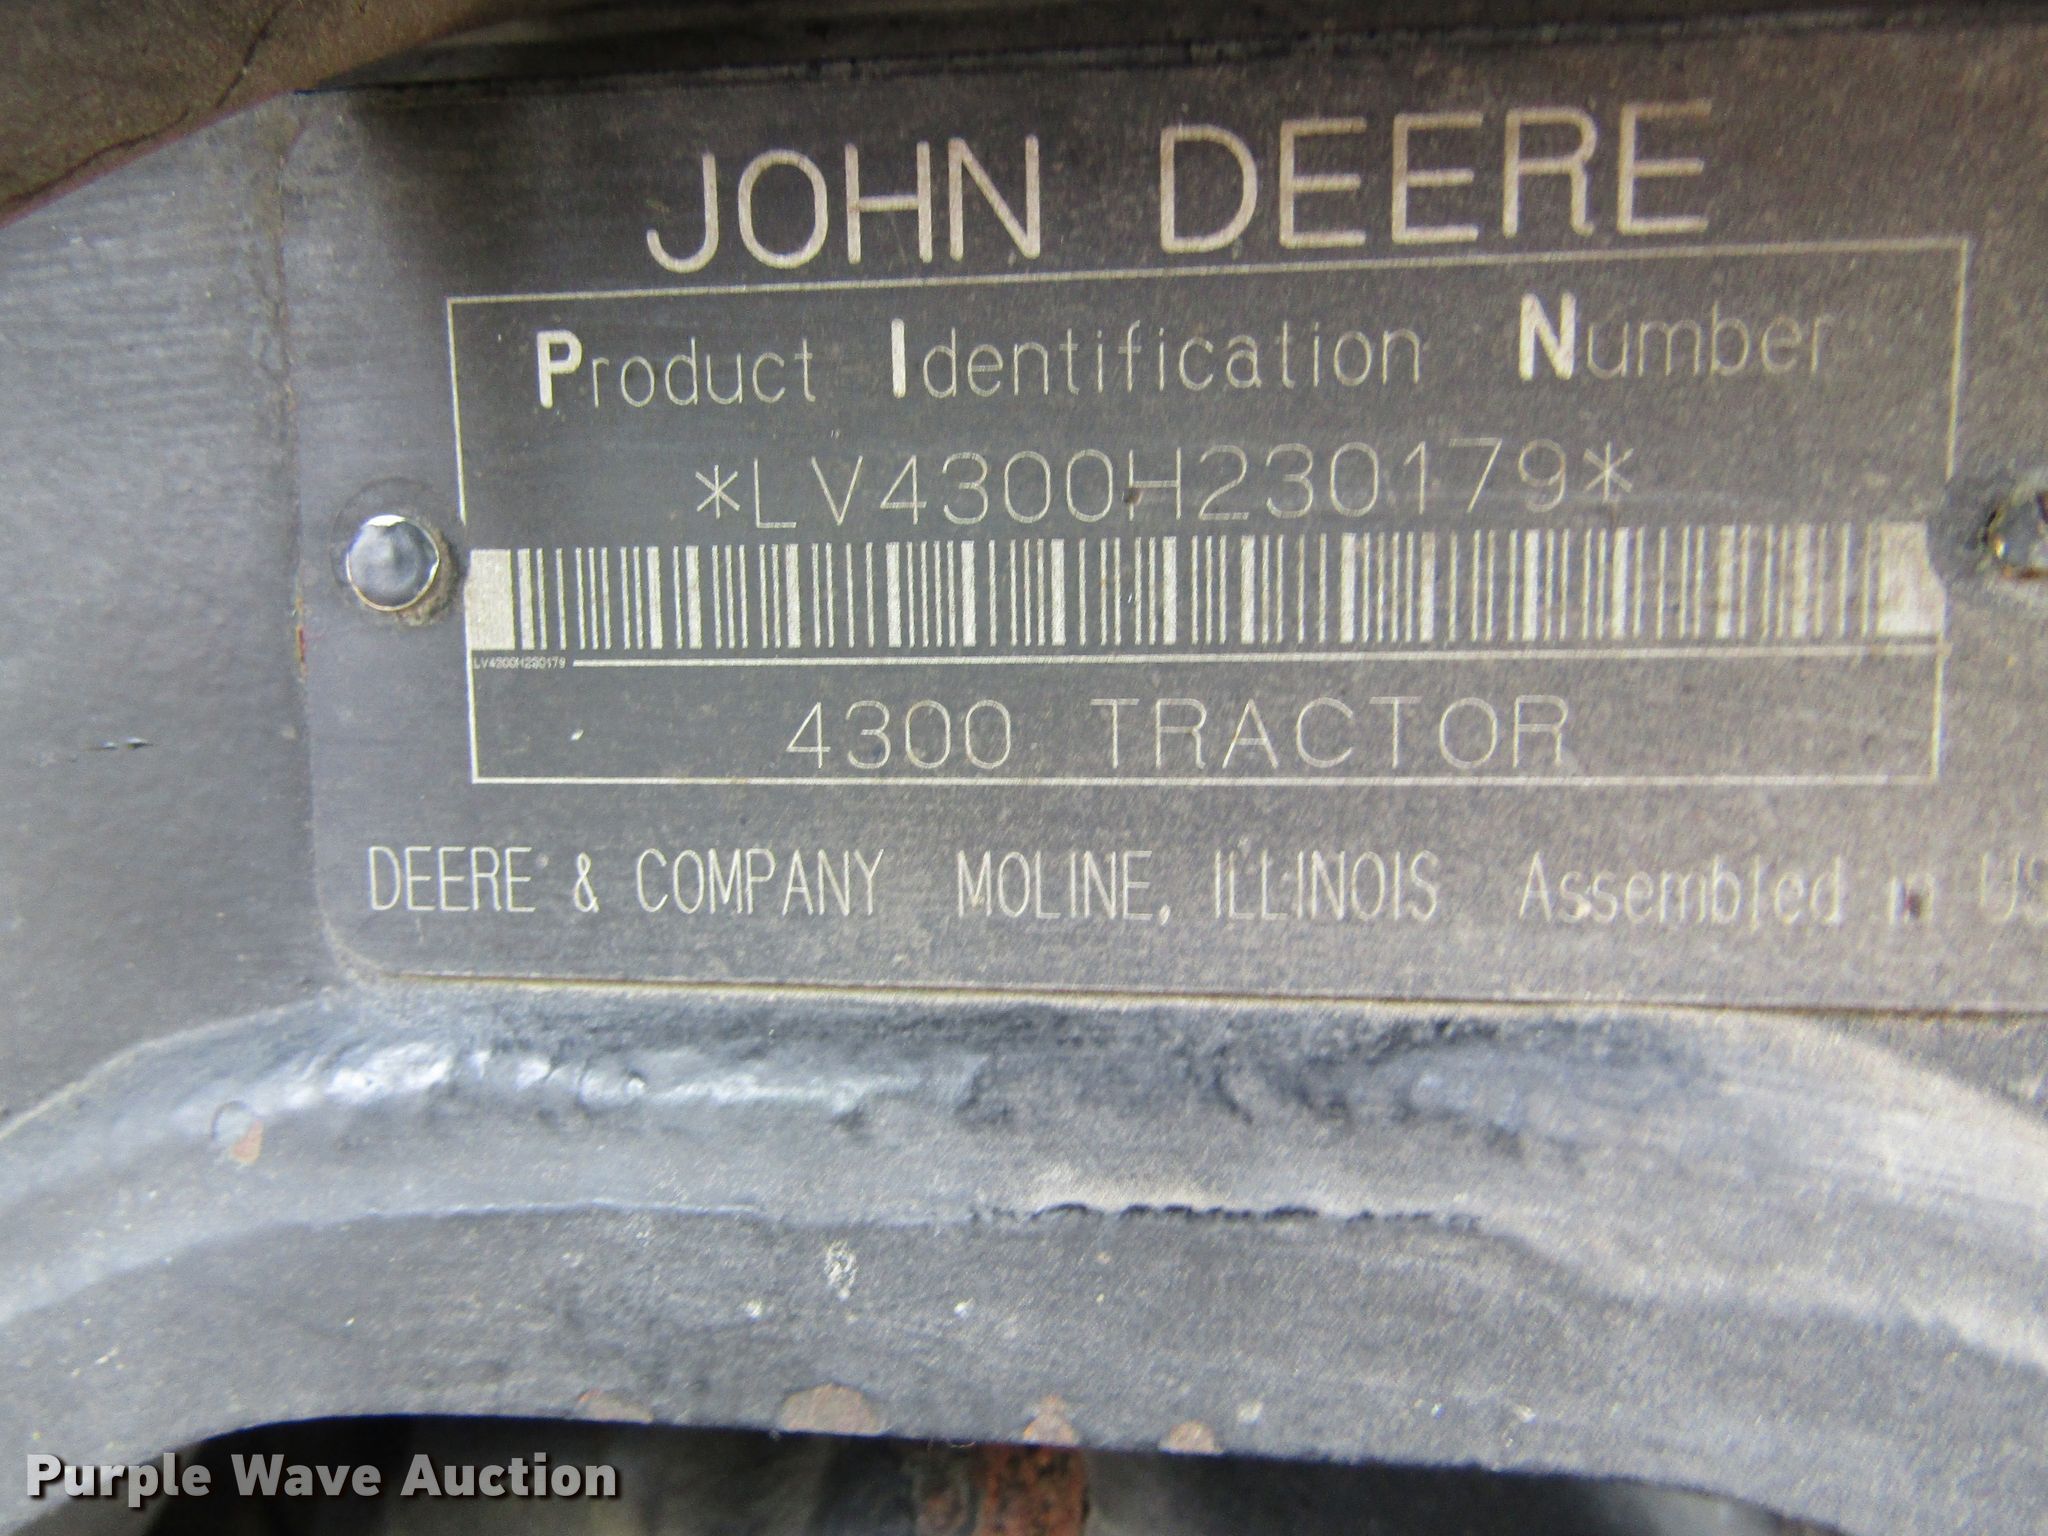 JOHN DEERE
Product Identification Number
*LV4300H230179*
LV4300H230179
4300 TRACTOR
DEERE & COMPANY MOLINE, ILLINOIS Assembled in US
Purple Wave Auction